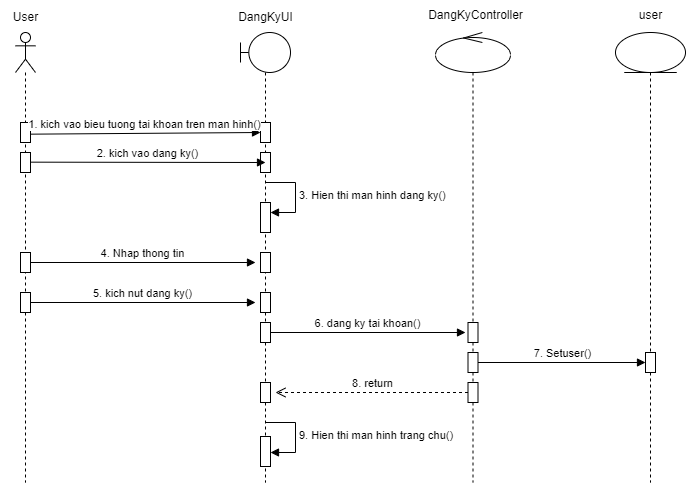 User
DangKyUI
DangKyController
user
1. kich vao bieu tuong tai khoan tren man hinh()
2. kich vao dang ky()
3. Hien thi man hinh dang ky()
4. Nhap thong tin
5. kich nut dang ky()
6. dang ky tai khoan()
7. Setuser()
8. return
9. Hien thi man hinh trang chu()